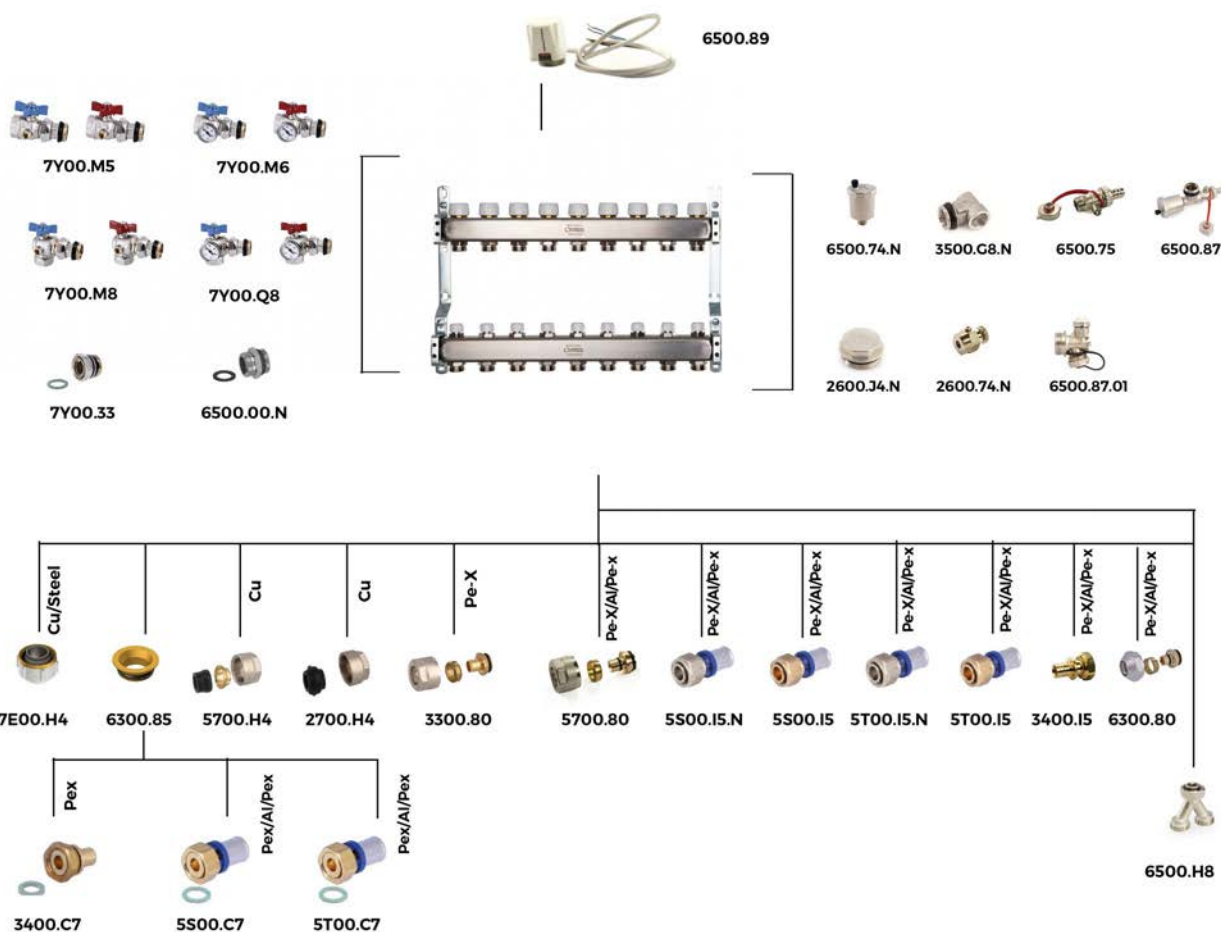 6500.89
7Y00.M5
7Y00.M6
7Y00.M8
7Y00.Q8
7Y00.33
6500.00.N
6500.74.N
3500.G8.N
6500.75
6500.87
2600.J4.N
2600.74.N
6500.87.01
Cu/Steel
Cu
Cu
Pe-X
Pe-X/Al/Pe-x
Pe-X/Al/Pe-x
Pe-X/Al/Pe-x
Pe-X/Al/Pe-x
Pe-X/Al/Pe-x
Pe-X/Al/Pe-x
Pe-X/Al/Pe-x
7E00.H4
6300.85
5700.H4
2700.H4
3300.80
5700.80
5S00.I5.N
5S00.I5
5T00.I5.N
5T00.I5
3400.I5
6300.80
Pex
Pex/Al/Pex
Pex/Al/Pex
3400.C7
5S00.C7
5T00.C7
6500.H8